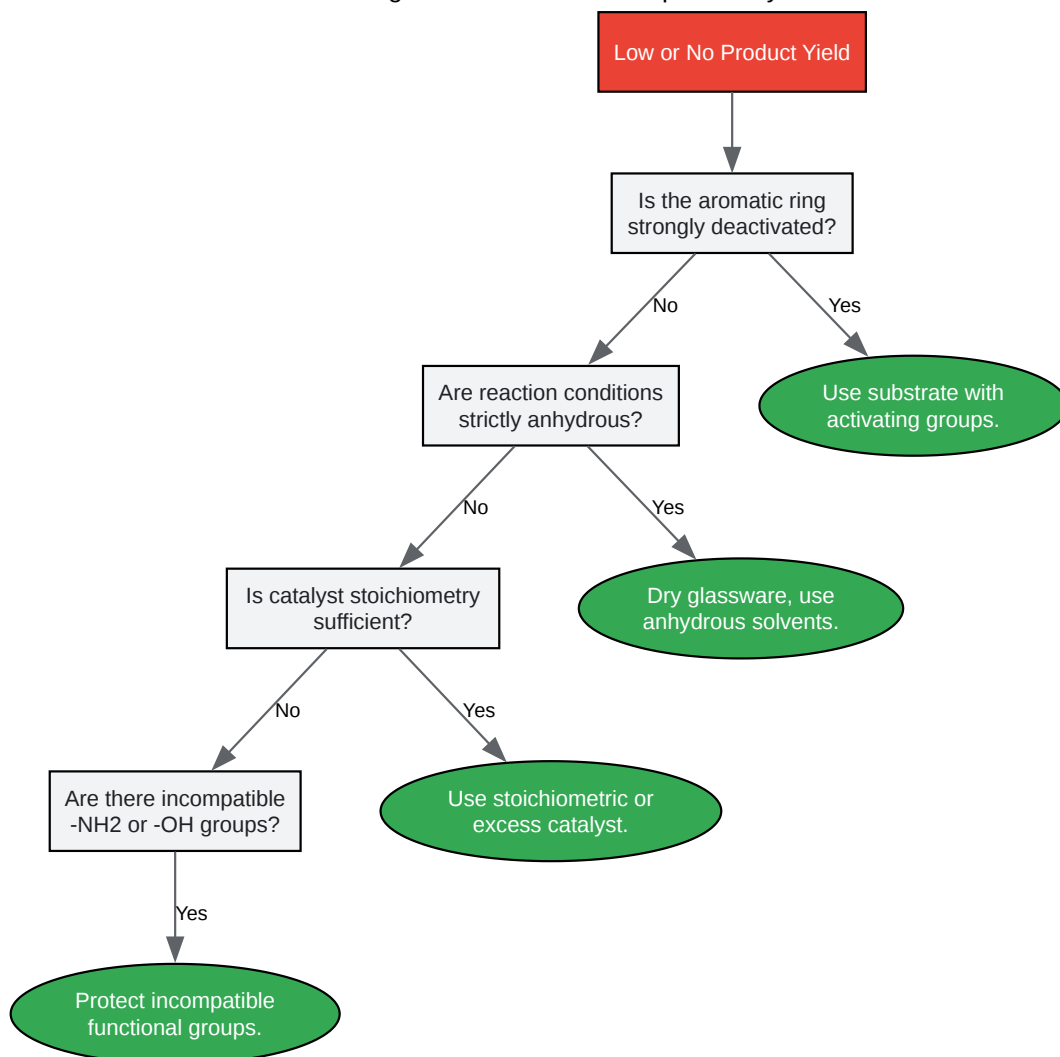 Low or No Product Yield
Is the aromatic ring
strongly deactivated?
No
Yes
Are reaction conditions
strictly anhydrous?
Use substrate with
activating groups.
No
Yes
Is catalyst stoichiometry
sufficient?
Dry glassware, use
anhydrous solvents.
No
Yes
Are there incompatible
-NH2 or -OH groups?
Use stoichiometric or
excess catalyst.
Yes
Protect incompatible
functional groups.